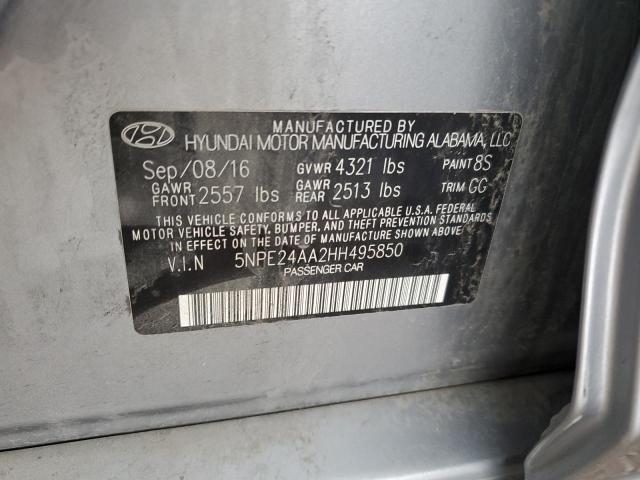 MANUFACTURED BY
HYUNDAI MOTOR MANUFACTURING ALABAMA, LLC
Sep/08/16 GVWR 4321 lbs PAINT 8S
GAWR FRONT 2557 lbs GAWR REAR 2513 lbs TRIM GG
THIS VEHICLE CONFORMS TO ALL APPLICABLE U.S.A. FEDERAL
MOTOR VEHICLE SAFETY, BUMPER, AND THEFT PREVENTION STANDARDS
IN EFFECT ON THE DATE OF MANUFACTURE SHOWN ABOVE.
V.I.N 5NPE24AA2HH495850
PASSENGER CAR